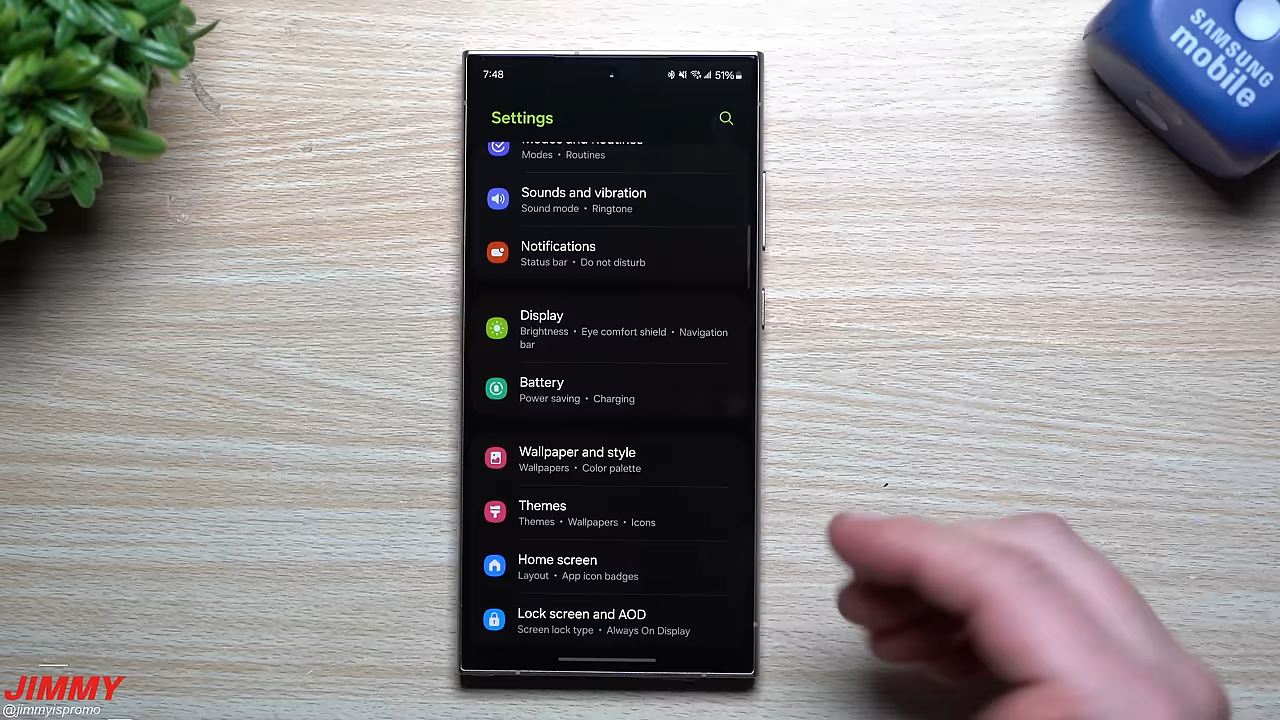 SAMSUNG
mobile
7:48
51%
Settings
Modes and Routines
Modes • Routines
Sounds and vibration
Sound mode • Ringtone
Notifications
Status bar • Do not disturb
Display
Brightness • Eye comfort shield • Navigation
bar
Battery
Power saving • Charging
Wallpaper and style
Wallpapers • Color palette
Themes
Themes • Wallpapers • Icons
Home screen
Layout • App icon badges
Lock screen and AOD
Screen lock type • Always On Display
JIMMY
@jimmyispromo